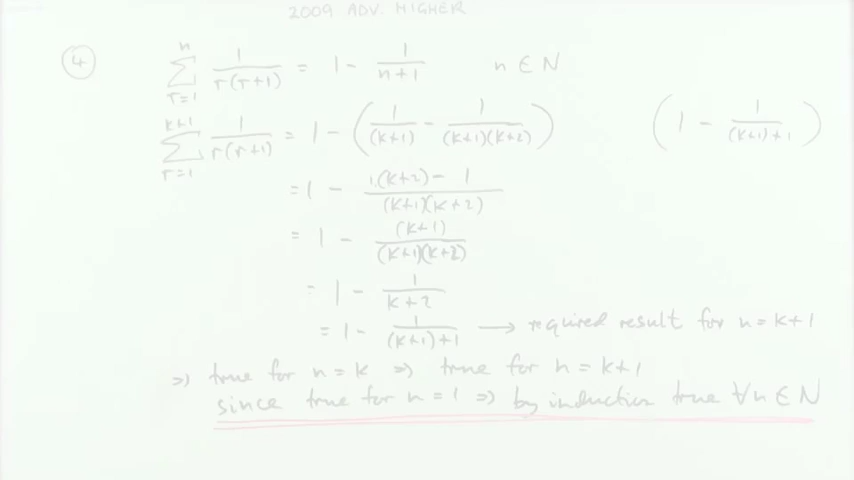 2009 ADV. HIGHER
④ ∑_{r=1}^{n} 1/(r(r+1)) = 1 - 1/(n+1) n ∈ N
∑_{r=1}^{k+1} 1/(r(r+1)) = 1 - (1/(k+1) - 1/((k+1)(k+2))) (1 - 1/((k+1)+1))
= 1 - (1.(k+2) - 1)/((k+1)(k+2))
= 1 - (k+1)/((k+1)(k+2))
= 1 - 1/(k+2)
= 1 - 1/((k+1)+1) → required result for n = k+1
⇒ true for n = k ⇒ true for n = k+1
since true for n = 1 ⇒ by induction true ∀n ∈ N